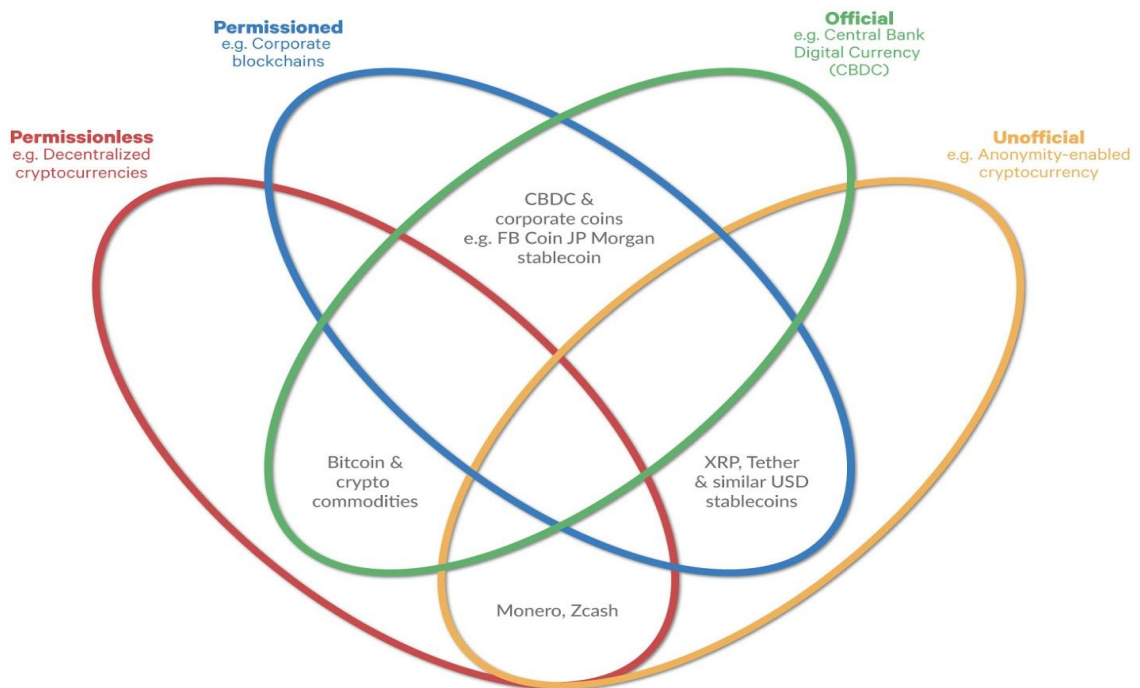 Permissioned
e.g. Corporate
blockchains
Official
e.g. Central Bank
Digital Currency
(CBDC)
Permissionless
e.g. Decentralized
cryptocurrencies
Unofficial
e.g. Anonymity-enabled
cryptocurrency
CBDC &
corporate coins
e.g. FB Coin JP Morgan
stablecoin
Bitcoin &
crypto
commodities
XRP, Tether
& similar USD
stablecoins
Monero, Zcash